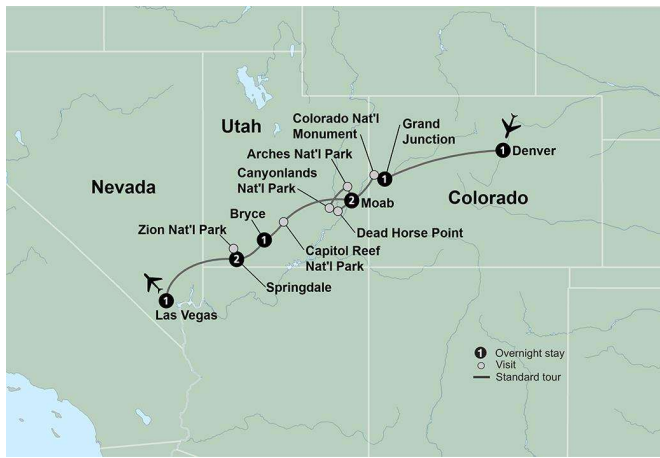 Colorado Nat'l
Monument
Grand
Junction
Utah
Arches Nat'l Park
1 Denver
Canyonlands
Nat'l Park
1
Nevada
2 Moab
Colorado
Bryce
Dead Horse Point
Zion Nat'l Park
1
Capitol Reef
Nat'l Park
2
Springdale
1
Las Vegas
1 Overnight stay
Visit
Standard tour